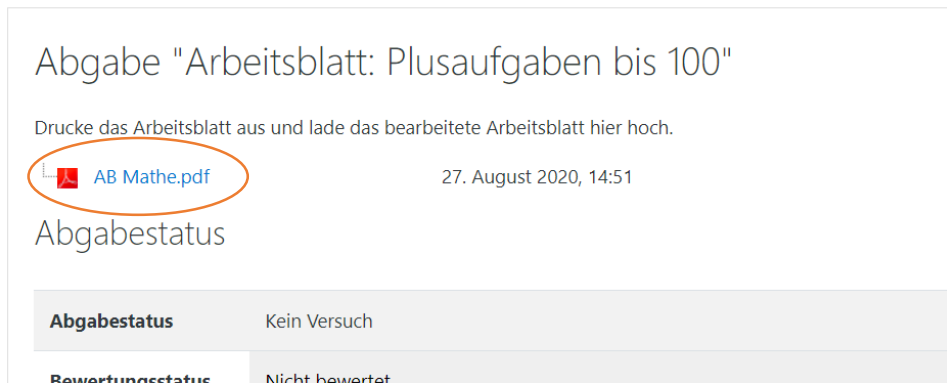 Abgabe "Arbeitsblatt: Plusaufgaben bis 100"
Drucke das Arbeitsblatt aus und lade das bearbeitete Arbeitsblatt hier hoch.
AB Mathe.pdf 27. August 2020, 14:51
Abgabestatus
Abgabestatus Kein Versuch
Bewertungsstatus Nicht bewertet